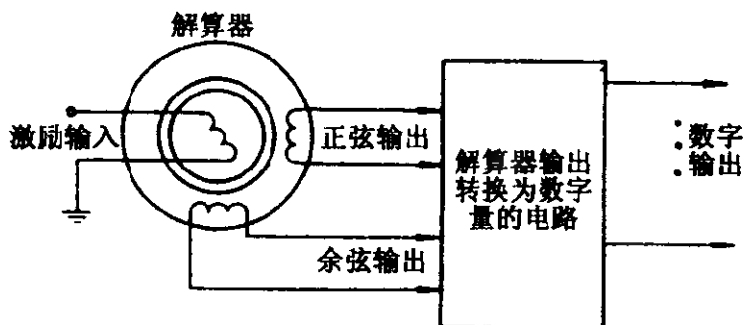 解算器
激励输入
正弦输出
余弦输出
解算器输出
转换为数字
量的电路
数字
输出